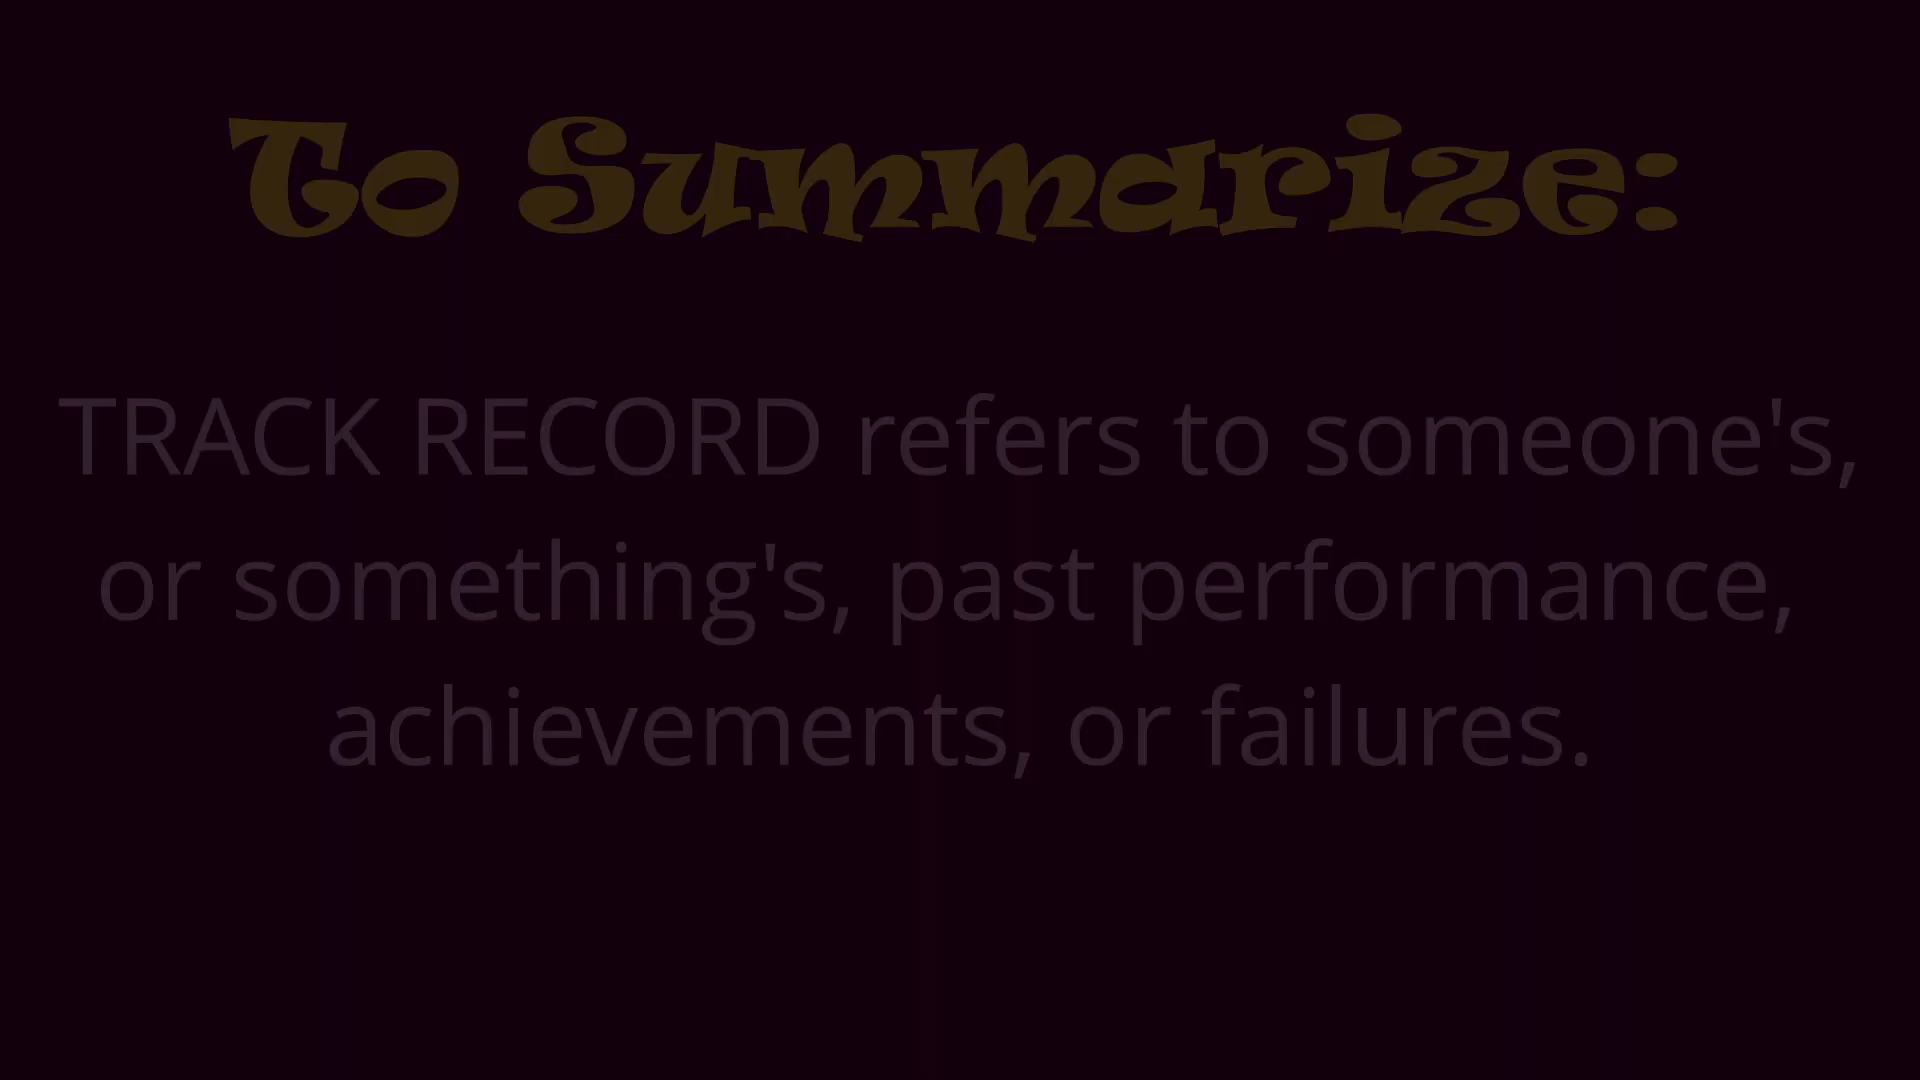 To Summarize:
TRACK RECORD refers to someone's,
or something's, past performance,
achievements, or failures.